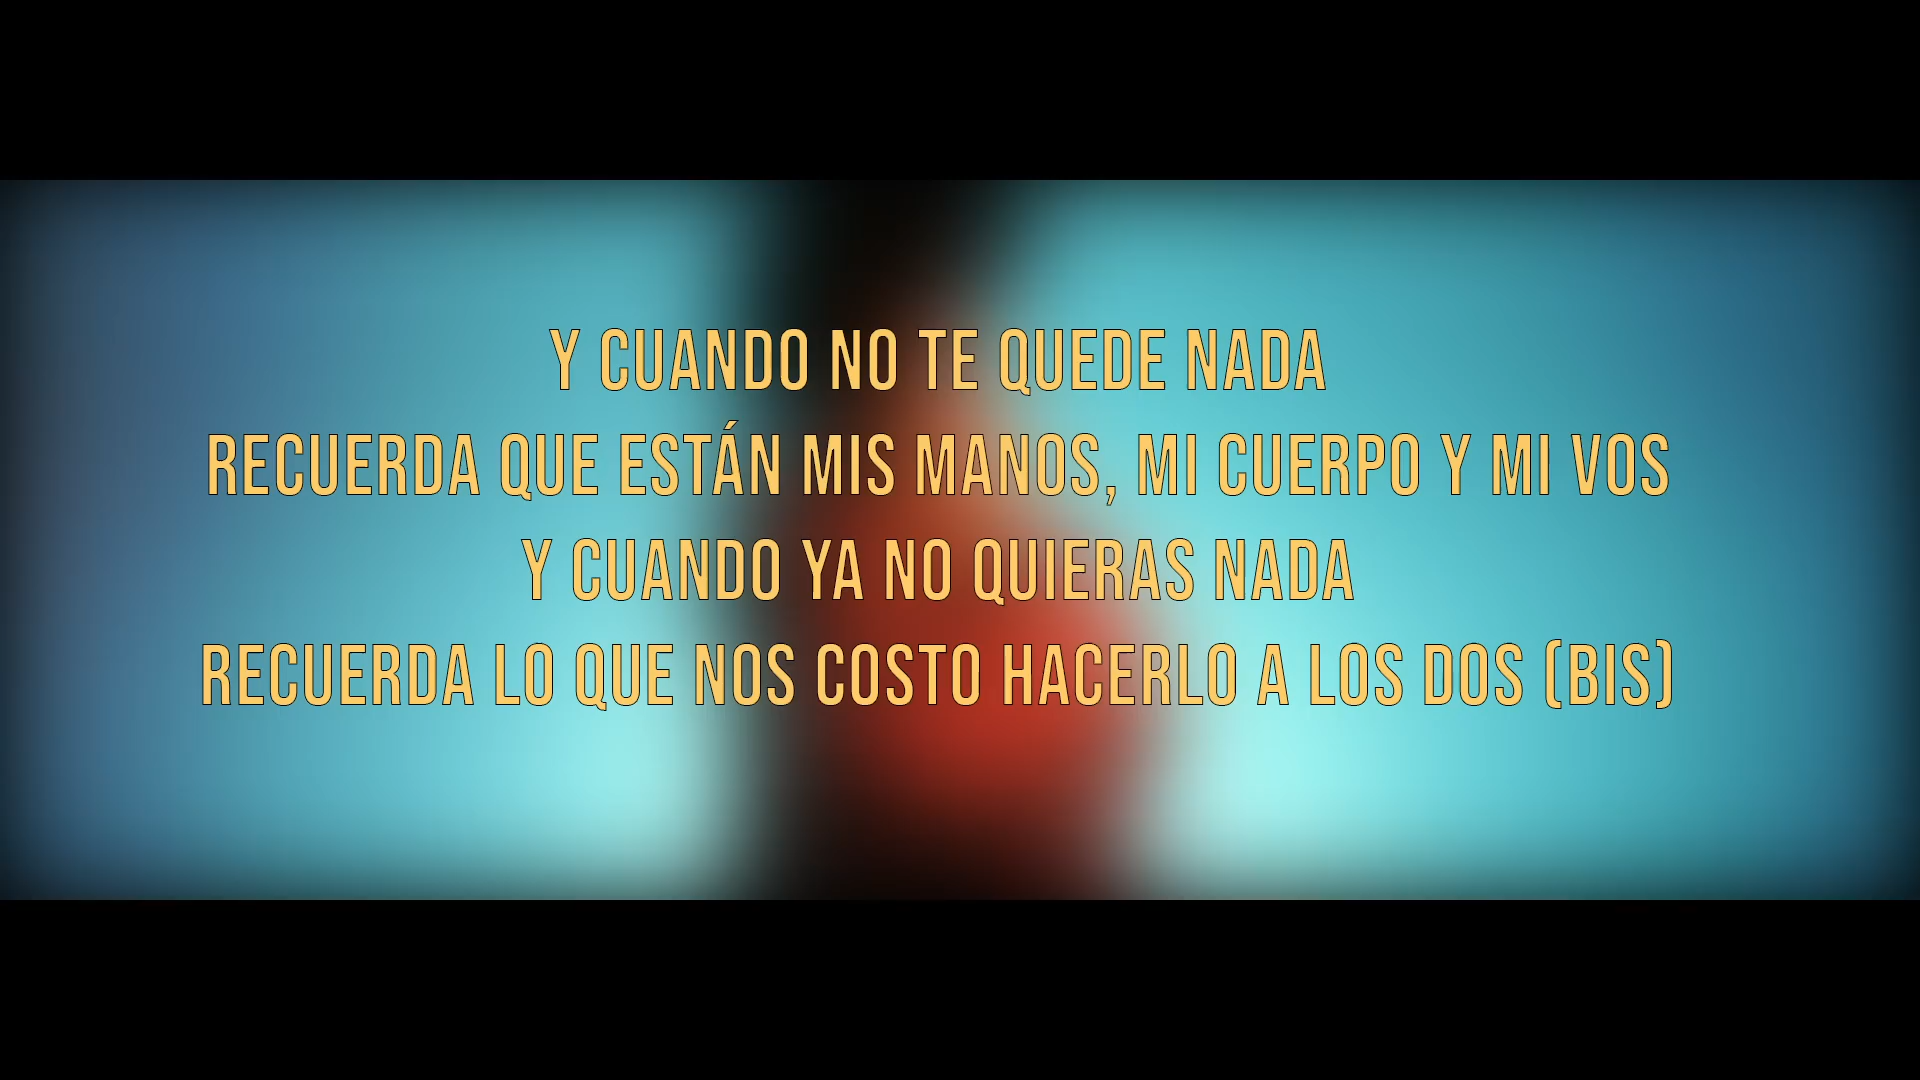 Y CUANDO NO TE QUEDE NADA
RECUERDA QUE ESTÁN MIS MANOS, MI CUERPO Y MI VOS
Y CUANDO YA NO QUIERAS NADA
RECUERDA LO QUE NOS COSTO HACERLO A LOS DOS (BIS)